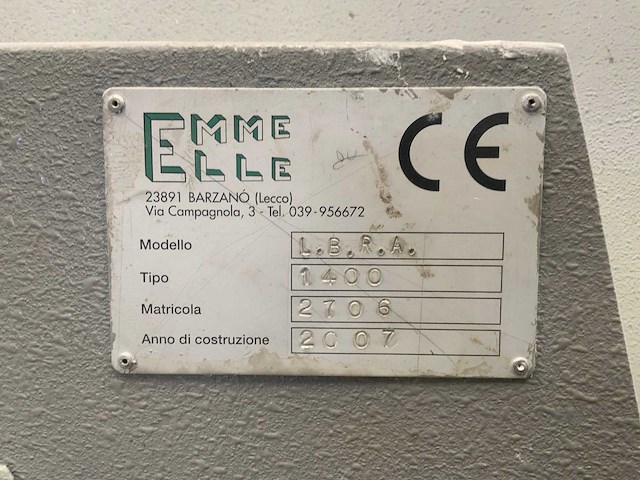 EMME
ELLE
CE
23891 BARZANÓ (Lecco)
Via Campagnola, 3 - Tel. 039-956672
Modello L.B.R.A.
Tipo 1400
Matricola 2706
Anno di costruzione 2007